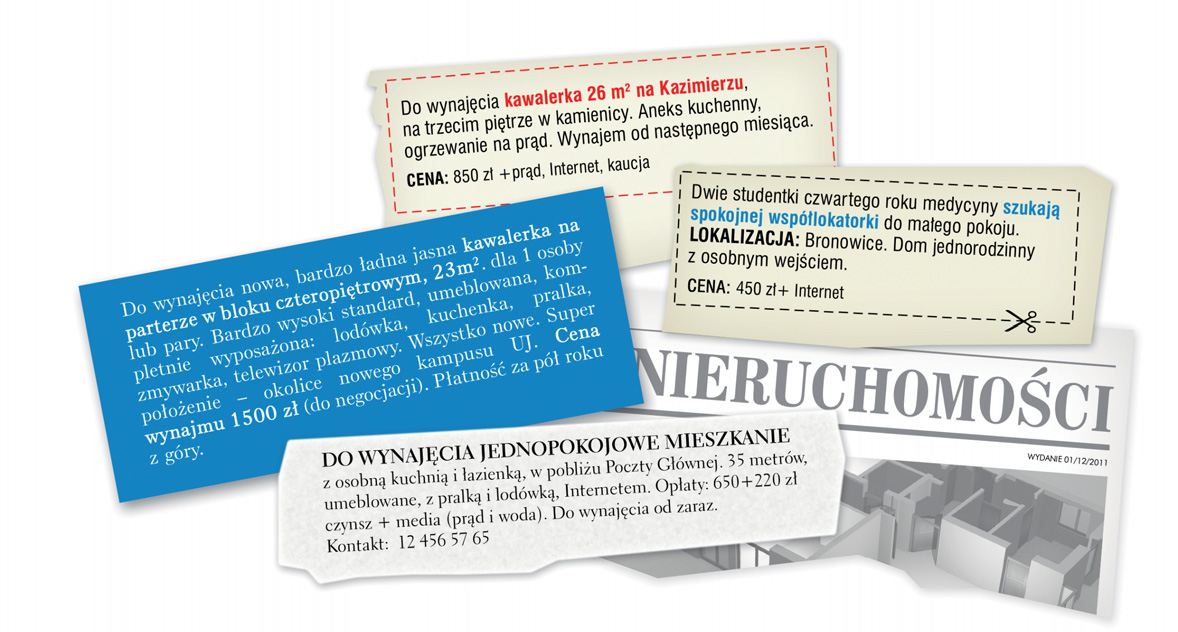 Do wynajęcia kawalerka 26 m² na Kazimierzu,
na trzecim piętrze w kamienicy. Aneks kuchenny,
ogrzewanie na prąd. Wynajem od następnego miesiąca.
CENA: 850 zł +prąd, Internet, kaucja
Dwie studentki czwartego roku medycyny szukają
spokojnej współlokatorki do małego pokoju.
LOKALIZACJA: Bronowice. Dom jednorodzinny
z osobnym wejściem.
CENA: 450 zł+ Internet
Do wynajęcia nowa, bardzo ładna jasna kawalerka na
parterze w bloku czteropiętrowym, 23m². dla 1 osoby
lub pary. Bardzo wysoki standard, umeblowana, kom-
pletnie wyposażona: lodówka, kuchenka, pralka,
zmywarka, telewizor plazmowy. Wszystko nowe. Super
położenie – okolice nowego kampusu UJ. Cena
wynajmu 1500 zł (do negocjacji). Płatność za pół roku
z góry.
NIERUCHOMOŚCI
WYDANIE 01/12/2011
DO WYNAJĘCIA JEDNOPOKOJOWE MIESZKANIE
z osobną kuchnią i łazienką, w pobliżu Poczty Głównej. 35 metrów,
umeblowane, z pralką i lodówką, Internetem. Opłaty: 650+220 zł
czynsz + media (prąd i woda). Do wynajęcia od zaraz.
Kontakt: 12 456 57 65